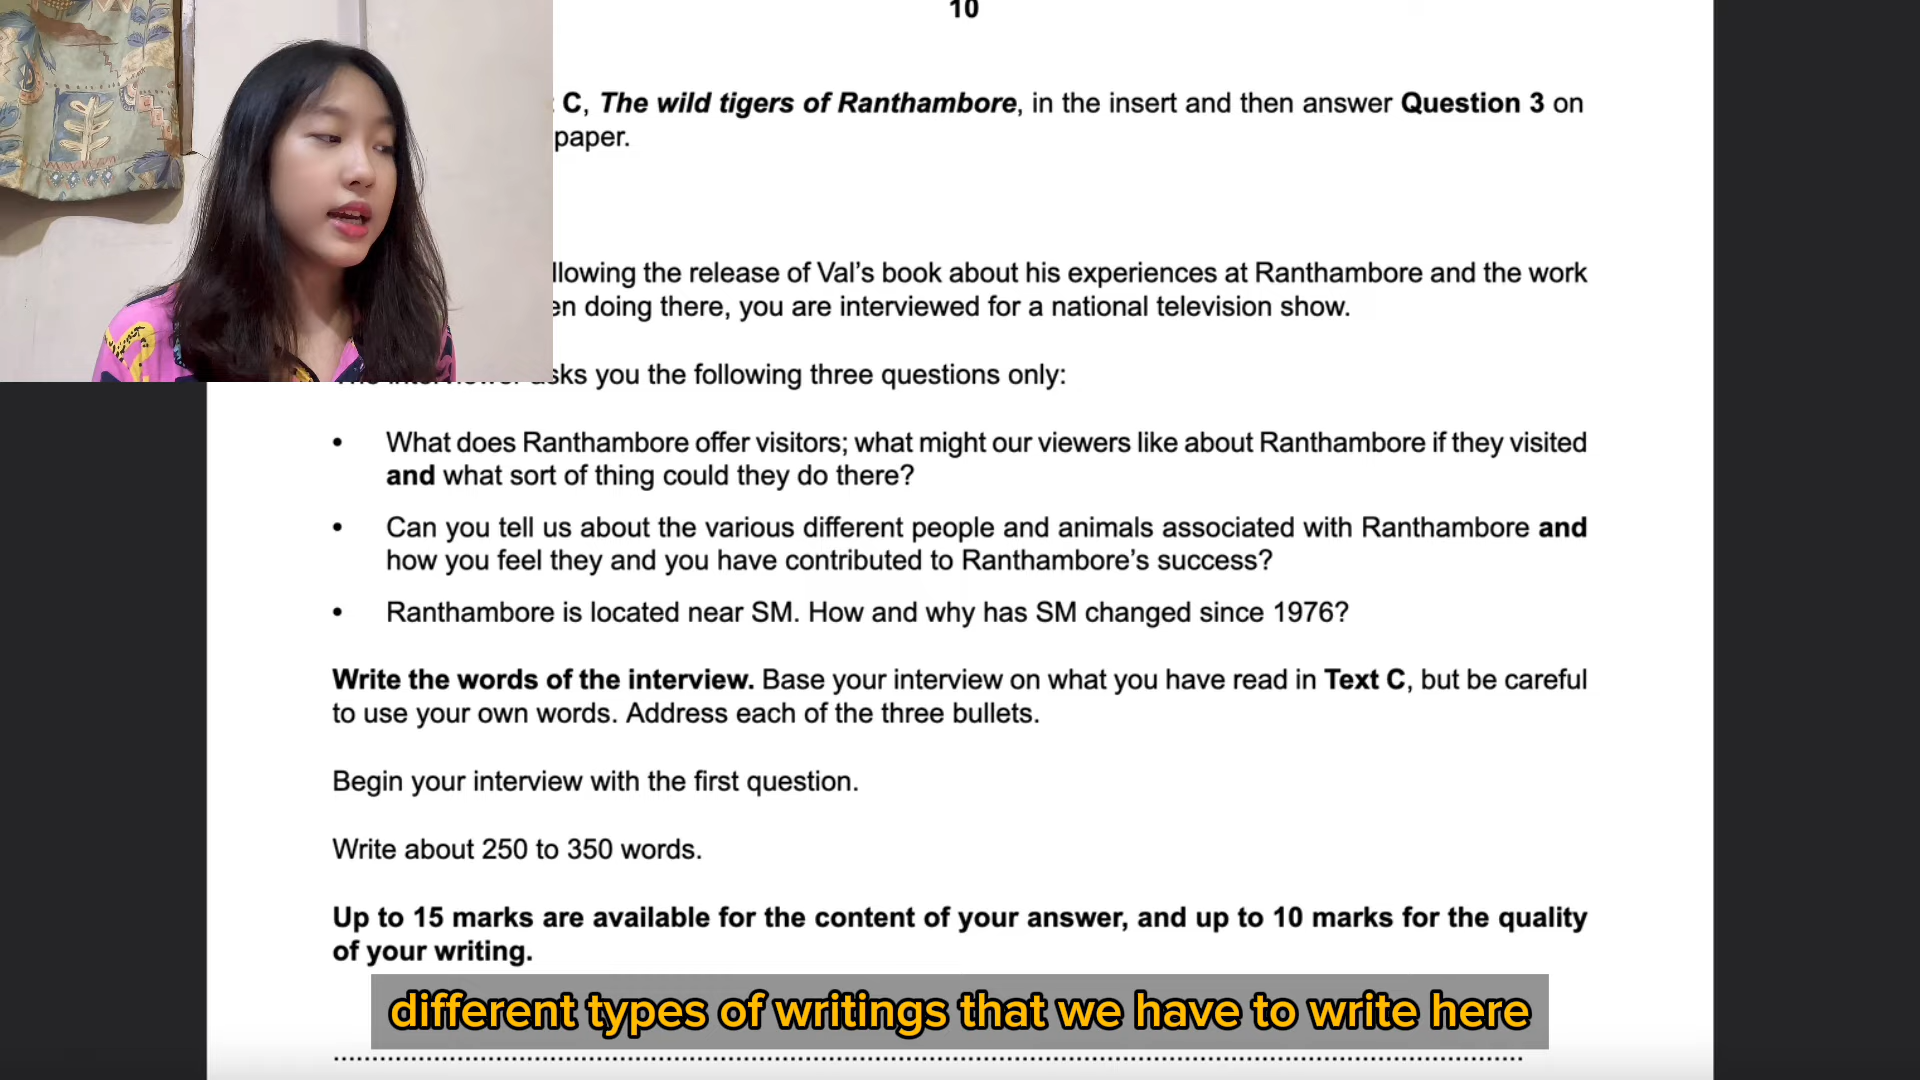 10
C, The wild tigers of Ranthambore, in the insert and then answer Question 3 on
paper.
llowing the release of Val’s book about his experiences at Ranthambore and the work
en doing there, you are interviewed for a national television show.
asks you the following three questions only:
• What does Ranthambore offer visitors; what might our viewers like about Ranthambore if they visited
and what sort of thing could they do there?
• Can you tell us about the various different people and animals associated with Ranthambore and
how you feel they and you have contributed to Ranthambore’s success?
• Ranthambore is located near SM. How and why has SM changed since 1976?
Write the words of the interview. Base your interview on what you have read in Text C, but be careful
to use your own words. Address each of the three bullets.
Begin your interview with the first question.
Write about 250 to 350 words.
Up to 15 marks are available for the content of your answer, and up to 10 marks for the quality
of your writing.
different types of writings that we have to write here